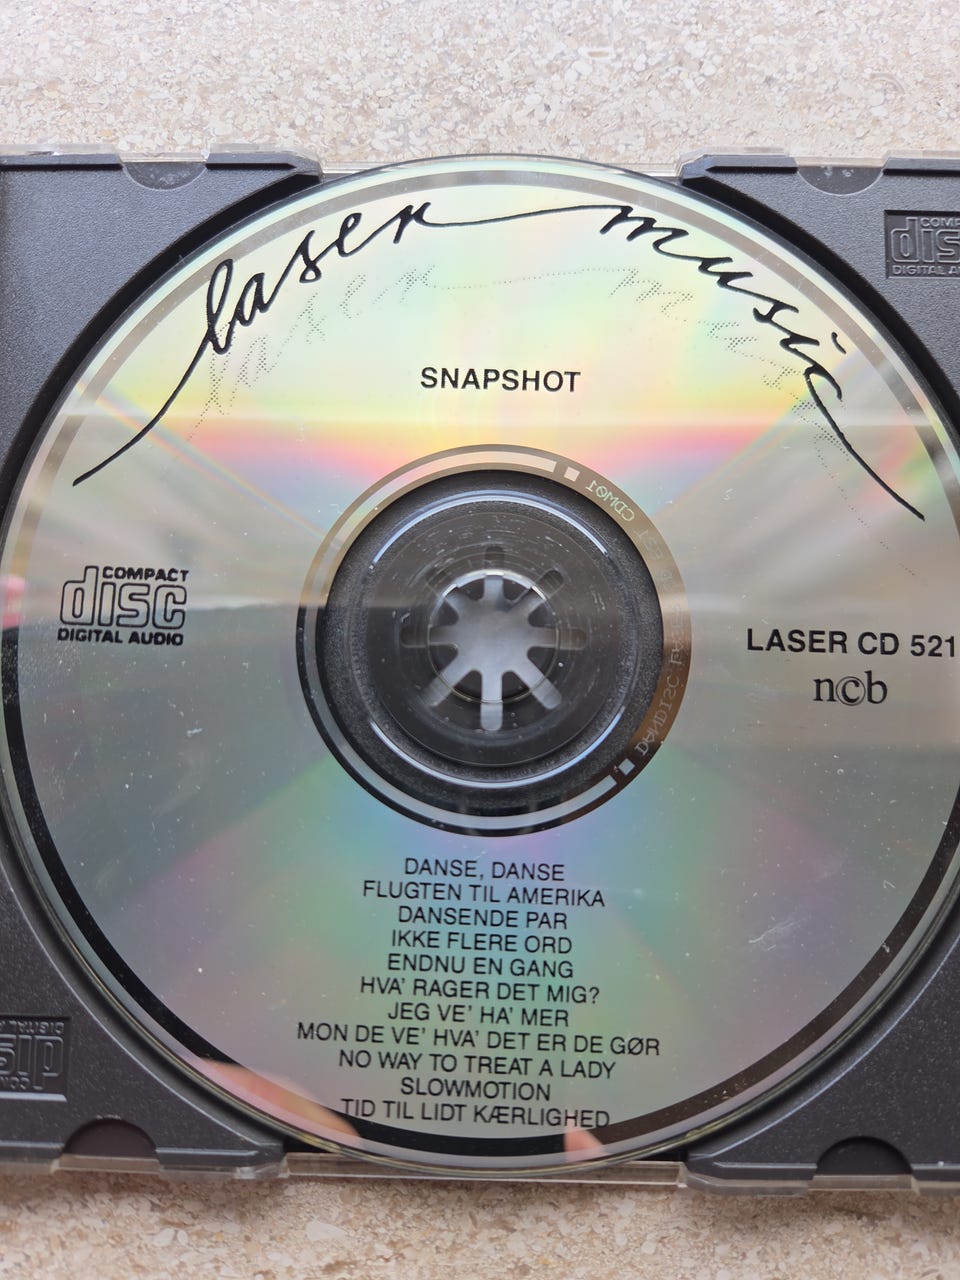 laser music
SNAPSHOT
COMPACT
disc
DIGITAL AUDIO
LASER CD 521
n©b
DANSE, DANSE
FLUGTEN TIL AMERIKA
DANSENDE PAR
IKKE FLERE ORD
ENDNU EN GANG
HVA' RAGER DET MIG?
JEG VE' HA' MER
MON DE VE' HVA' DET ER DE GØR
NO WAY TO TREAT A LADY
SLOWMOTION
TID TIL LIDT KÆRLIGHED